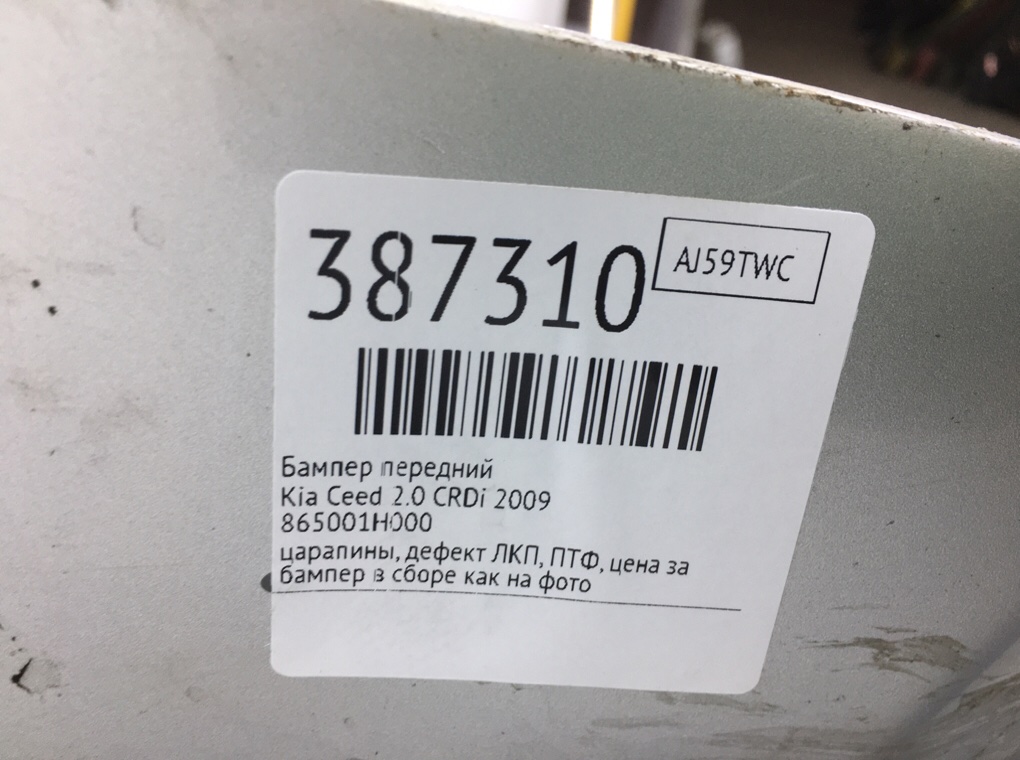 387310
AJ59TWC
Бампер передний
Kia Ceed 2.0 CRDi 2009
865001H000
царапины, дефект ЛКП, ПТФ, цена за
бампер в сборе как на фото